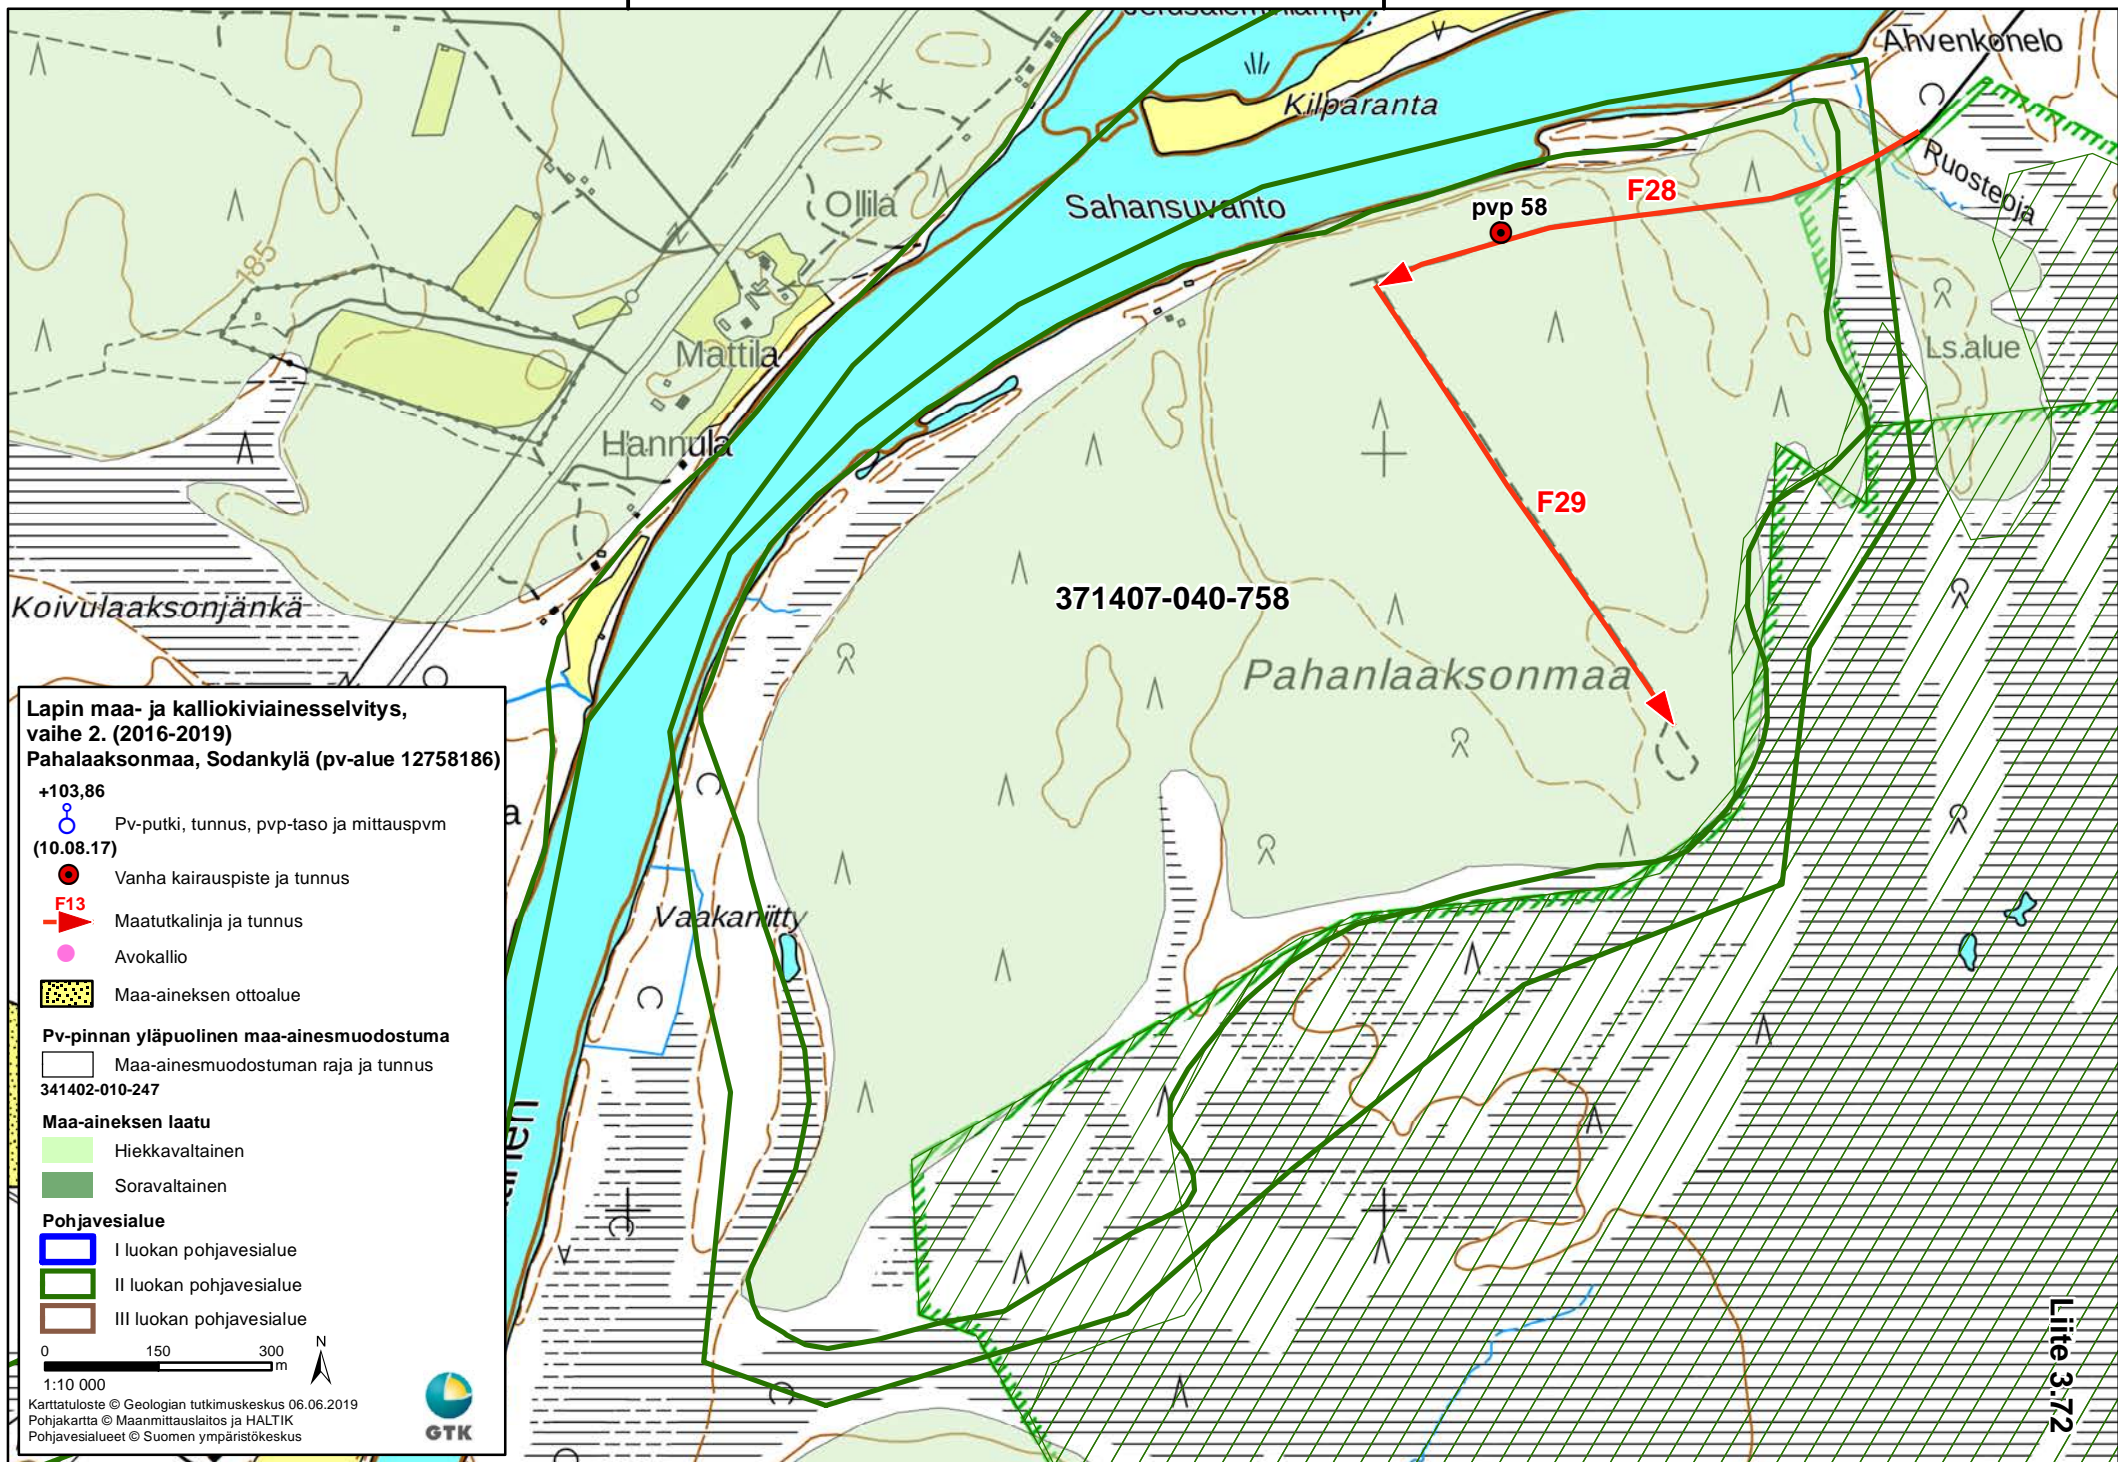 Ahvenkonelo
Kilparanta
Ruosteoja
F28
Ollila
Sahansuvanto
pvp 58
185
Mattila
Ls.alue
Hannula
F29
371407-040-758
Koivulaaksonjänkä
Pahanlaaksonmaa
Vaakaniitty
Lapin maa- ja kalliokiviainesselvitys,
vaihe 2. (2016-2019)
Pahalaaksonmaa, Sodankylä (pv-alue 12758186)
+103,86
Pv-putki, tunnus, pvp-taso ja mittauspvm
(10.08.17)
Vanha kairauspiste ja tunnus
F13
Maatutkalinja ja tunnus
Avokallio
Maa-aineksen ottoalue
Pv-pinnan yläpuolinen maa-ainesmuodostuma
Maa-ainesmuodostuman raja ja tunnus
341402-010-247
Maa-aineksen laatu
Hiekkavaltainen
Soravaltainen
Pohjavesialue
I luokan pohjavesialue
II luokan pohjavesialue
III luokan pohjavesialue
0 150 300 m
N
1:10 000
Karttatuloste © Geologian tutkimuskeskus 06.06.2019
Pohjakartta © Maanmittauslaitos ja HALTIK
Pohjavesialueet © Suomen ympäristökeskus
GTK
Liite 3.72